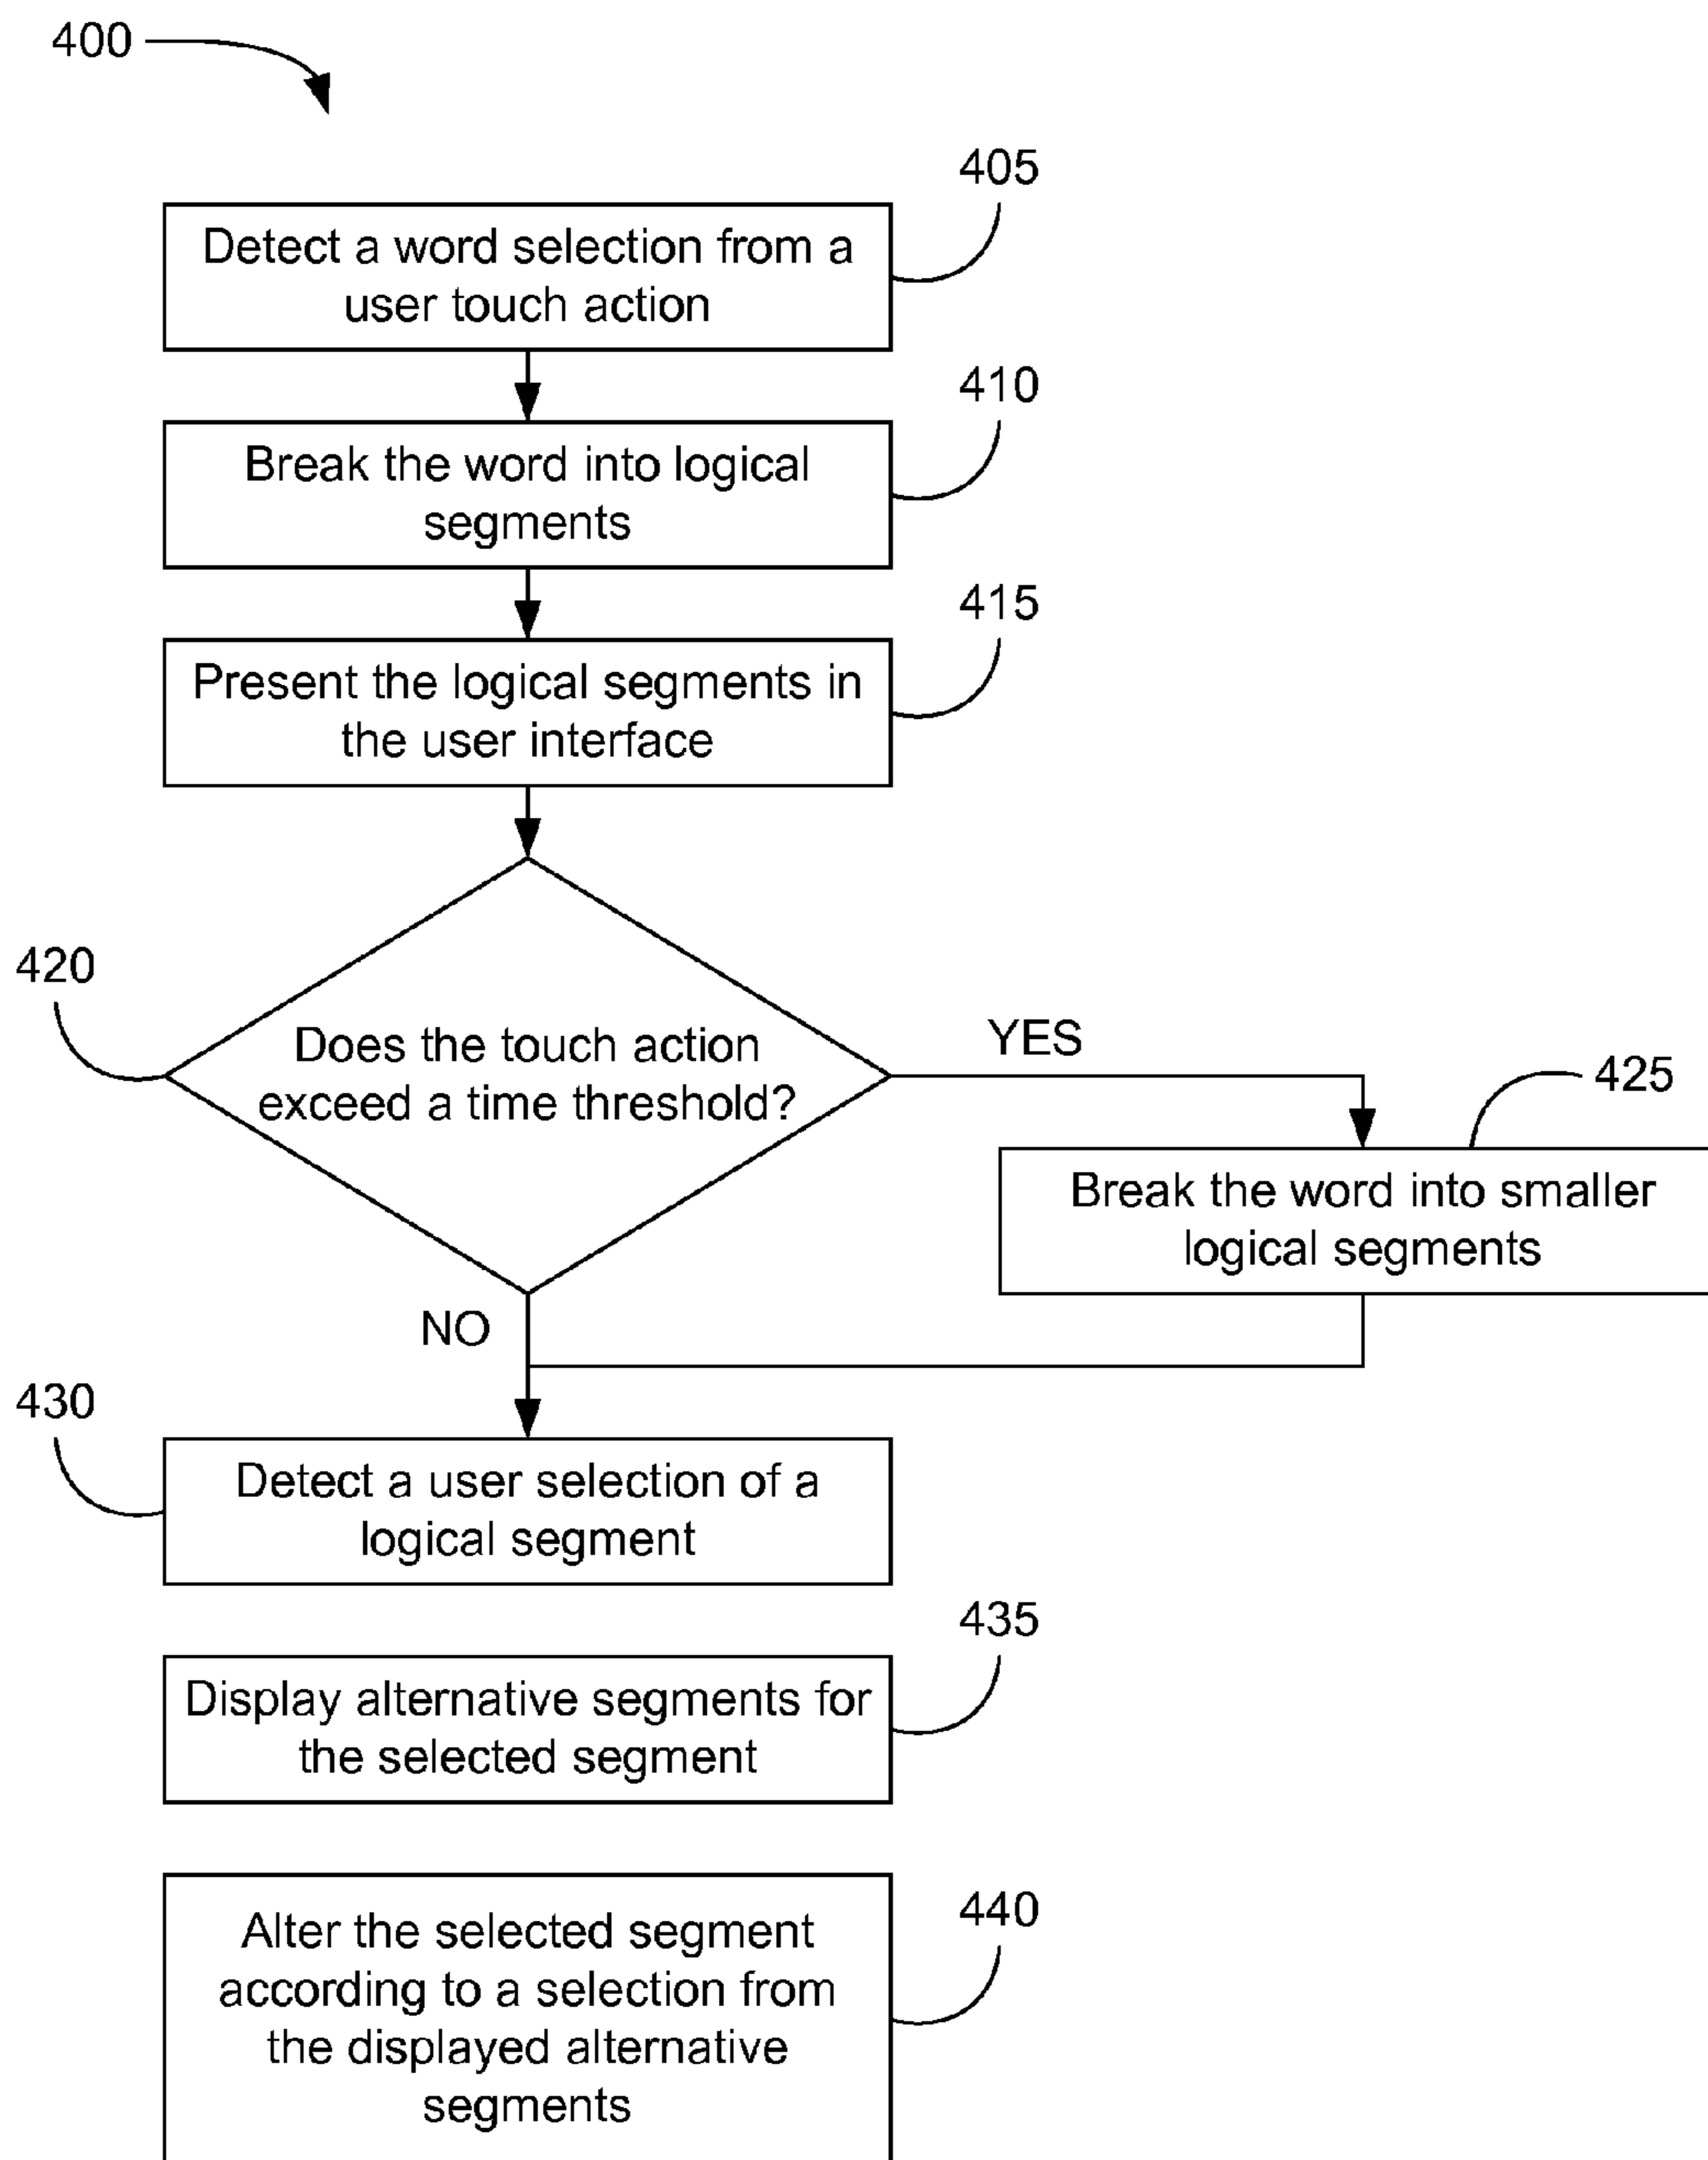 400
405
Detect a word selection from a
user touch action
410
Break the word into logical
segments
415
Present the logical segments in
the user interface
420
Does the touch action
exceed a time threshold?
YES
425
Break the word into smaller
logical segments
NO
430
Detect a user selection of a
logical segment
435
Display alternative segments for
the selected segment
440
Alter the selected segment
according to a selection from
the displayed alternative
segments